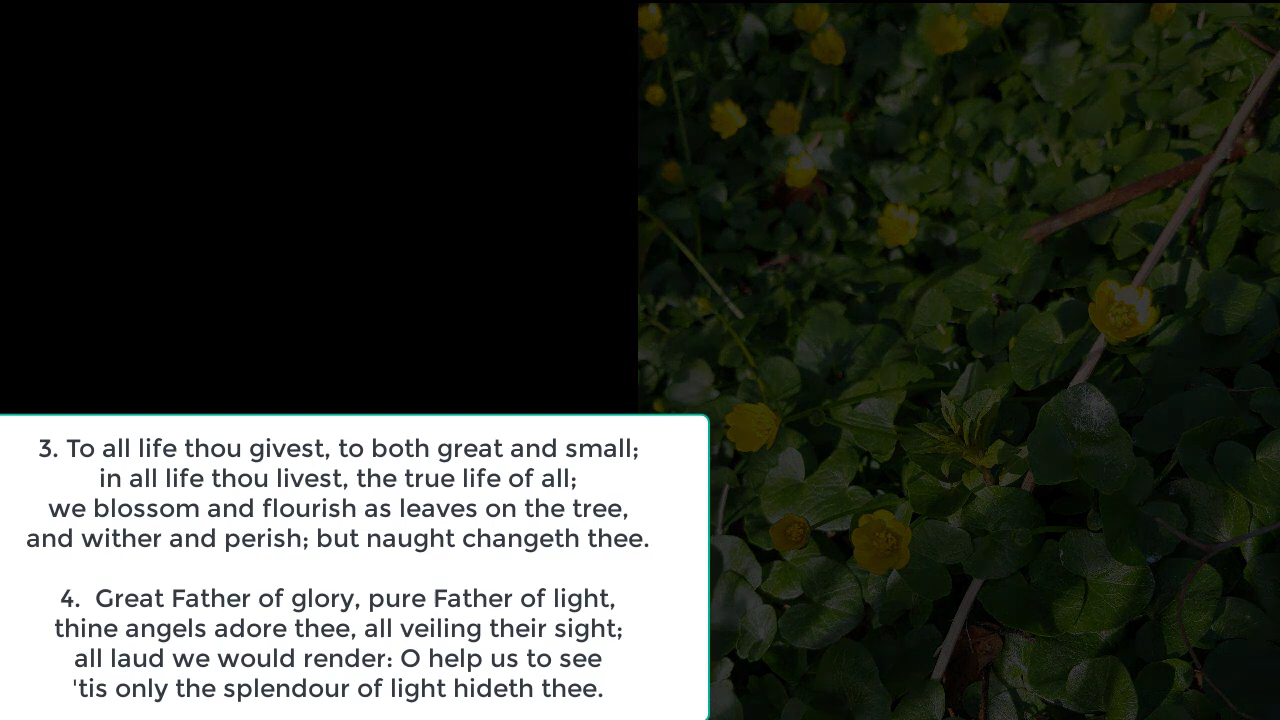 3. To all life thou givest, to both great and small;
in all life thou livest, the true life of all;
we blossom and flourish as leaves on the tree,
and wither and perish; but naught changeth thee.
4.  Great Father of glory, pure Father of light,
thine angels adore thee, all veiling their sight;
all laud we would render: O help us to see
'tis only the splendour of light hideth thee.